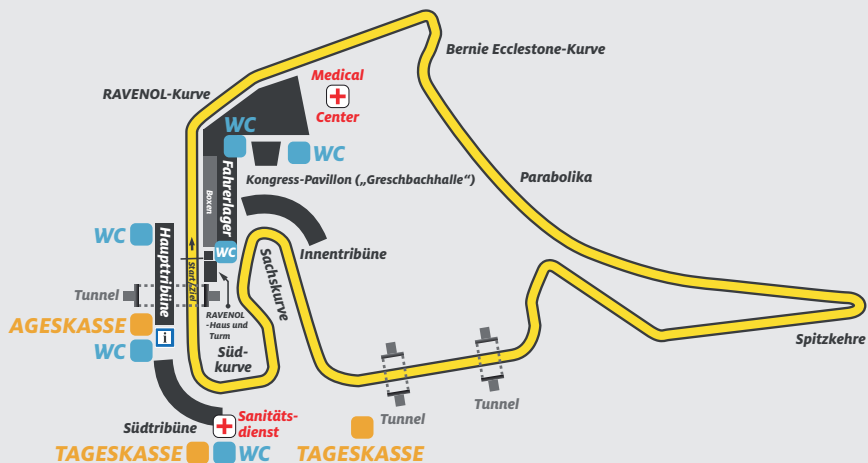 Bernie Ecclestone-Kurve
Medical
Center
RAVENOL-Kurve
WC
WC
Kongress-Pavillon („Greschbachhalle“)
Parabolika
Boxen
Fahrerlager
WC
Haupttribüne
WC
Start/Ziel
Innentribüne
Sachskurve
Tunnel
RAVENOL
-Haus und
Turm
AGESKASSE
i
WC
Süd-
kurve
Spitzkehre
Tunnel
Tunnel
Südtribüne
Sanitäts-
dienst
TAGESKASSE
WC
TAGESKASSE